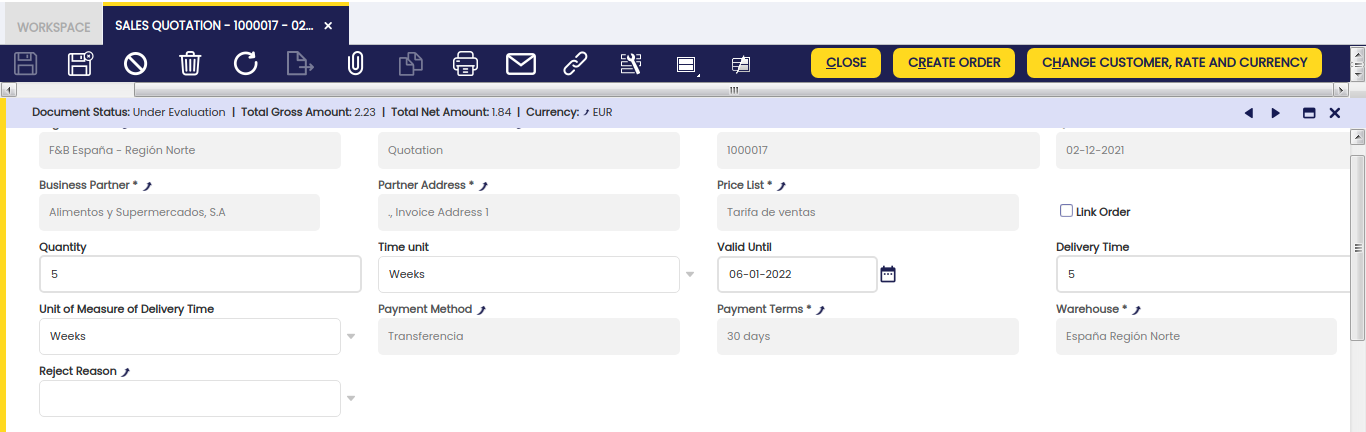 WORKSPACE
SALES QUOTATION - 1000017 - 02...
CLOSE
CREATE ORDER
CHANGE CUSTOMER, RATE AND CURRENCY
Document Status: Under Evaluation | Total Gross Amount: 2.23 | Total Net Amount: 1.84 | Currency: EUR
F&B España - Región Norte
Quotation
1000017
02-12-2021
Business Partner *
Partner Address *
Price List *
Alimentos y Supermercados, S.A
., Invoice Address 1
Tarifa de ventas
Link Order
Quantity
Time unit
Valid Until
Delivery Time
5
Weeks
06-01-2022
5
Unit of Measure of Delivery Time
Payment Method
Payment Terms *
Warehouse *
Weeks
Transferencia
30 days
España Región Norte
Reject Reason